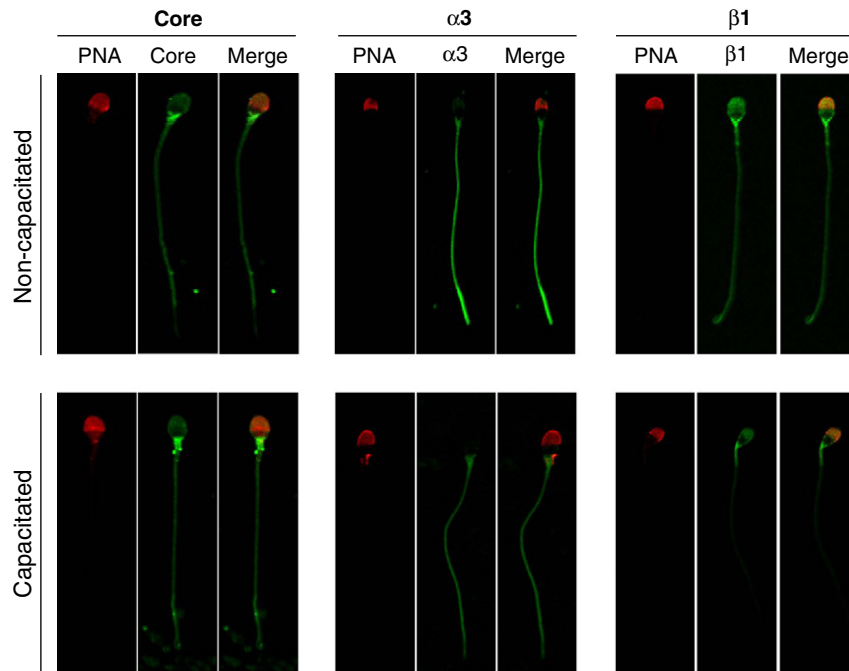 Core α3 β1
PNA Core Merge PNA α3 Merge PNA β1 Merge
Non-capacitated
Capacitated